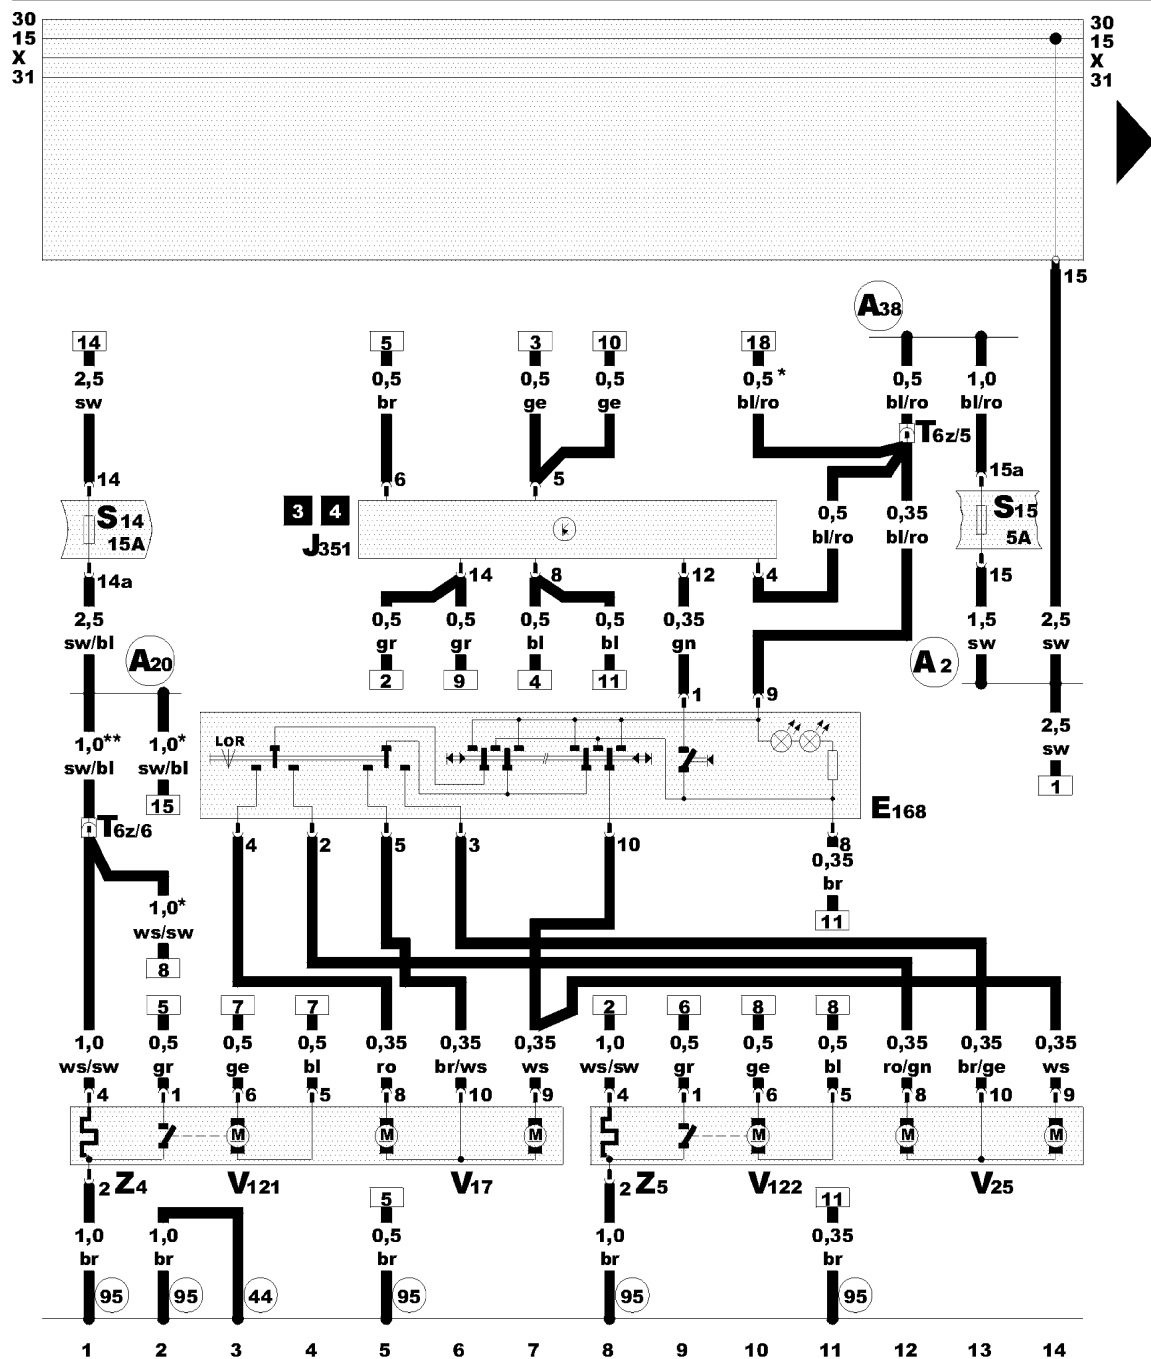 30 30
15 15
X X
31 31
15
A38
14 5 3 10 18
2,5 0,5 0,5 0,5 0,5* 0,5 1,0
sw br ge ge bl/ro bl/ro bl/ro
T6z/5
14 6 5 15a
S14 3 4 0,5 0,35 S15
15A J351 bl/ro bl/ro 5A
14a 14 8 12 4 15
2,5 0,5 0,5 0,5 0,5 0,35 1,5 2,5
sw/bl gr gr bl bl gn sw sw
A20 2 9 4 11 A2
1 9
1,0** 1,0* LOR 2,5
sw/bl sw/bl sw
15 1
T6z/6 E168
4 2 5 3 10 8
0,35
br
1,0* 11
ws/sw
8
5 7 7 2 6 8 8
1,0 0,5 0,5 0,5 0,35 0,35 0,35 1,0 0,5 0,5 0,5 0,35 0,35 0,35
ws/sw gr ge bl ro br/ws ws ws/sw gr ge bl ro/gn br/ge ws
4 1 6 5 8 10 9 4 1 6 5 8 10 9
M M M M M M
2 Z4 V121 V17 2 Z5 V122 V25
5 11
1,0 1,0 0,5 1,0 0,35
br br br br br
95 95 44 95 95 95
1 2 3 4 5 6 7 8 9 10 11 12 13 14